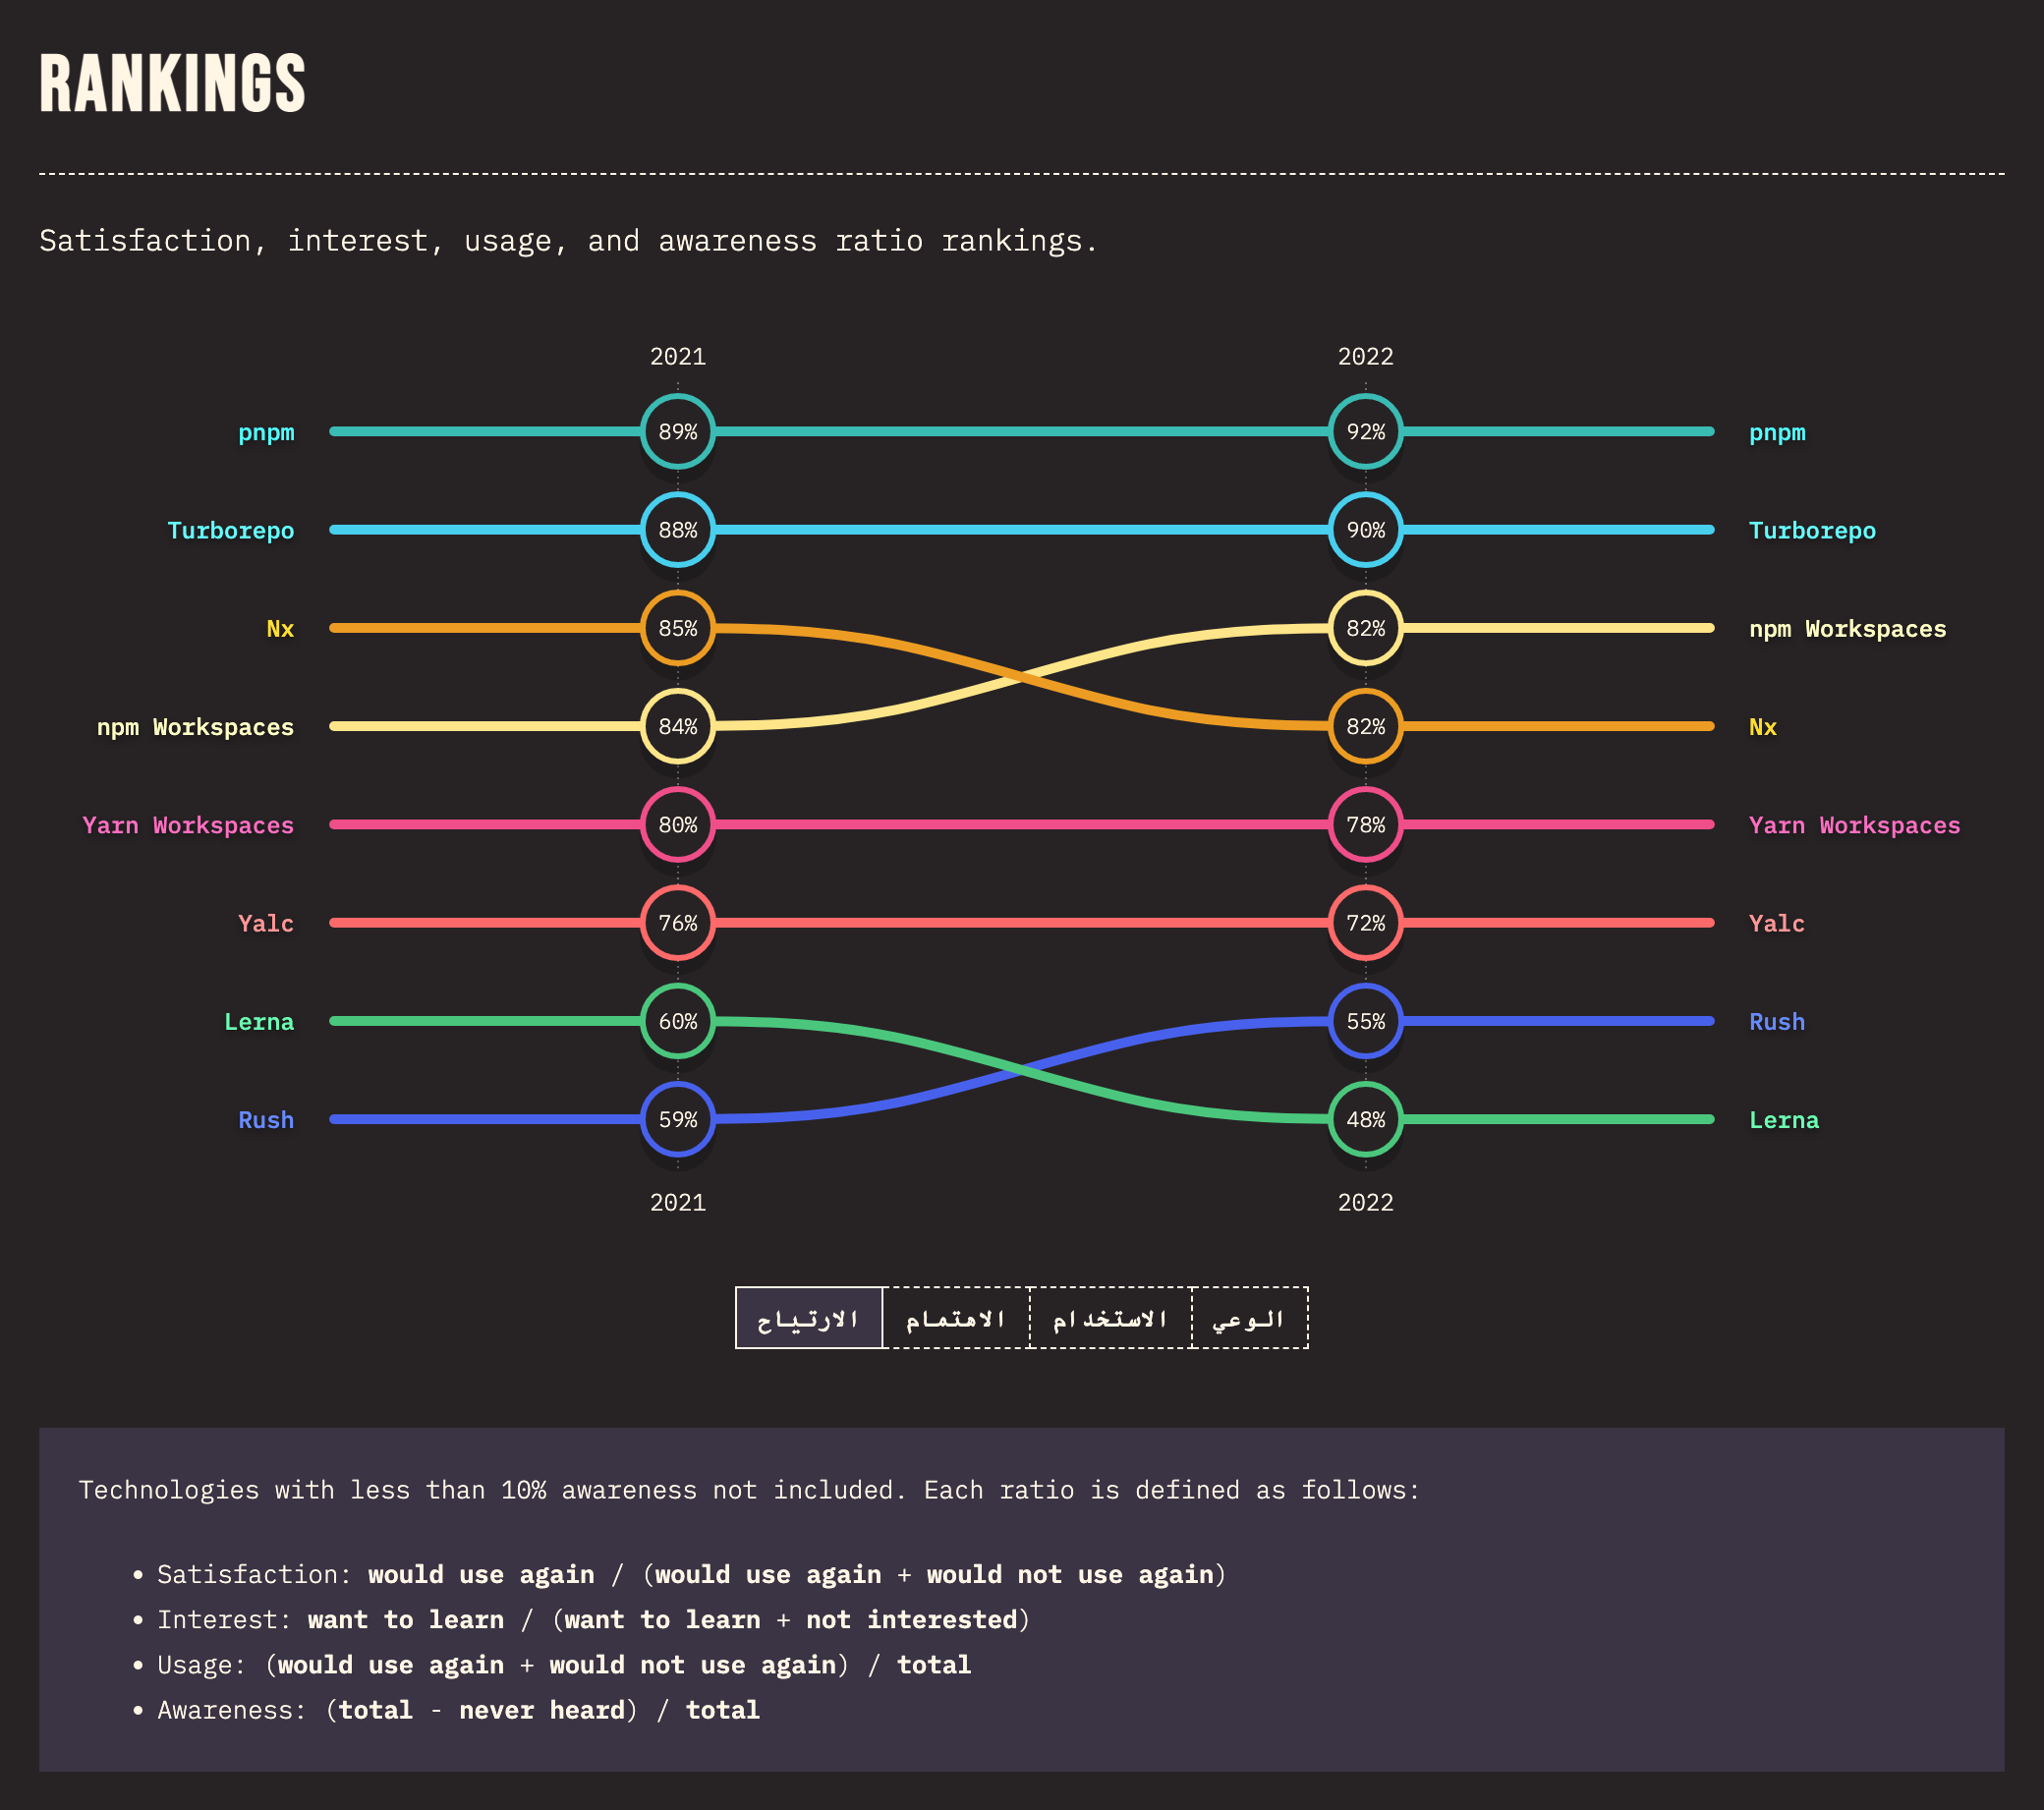 RANKINGS
Satisfaction, interest, usage, and awareness ratio rankings.
2021 2022
pnpm 89% 92% pnpm
Turborepo 88% 90% Turborepo
Nx 85% 82% npm Workspaces
npm Workspaces 84% 82% Nx
Yarn Workspaces 80% 78% Yarn Workspaces
Yalc 76% 72% Yalc
Lerna 60% 55% Rush
Rush 59% 48% Lerna
2021 2022
الارتياح الاهتمام الاستخدام الوعي
Technologies with less than 10% awareness not included. Each ratio is defined as follows:
• Satisfaction: would use again / (would use again + would not use again)
• Interest: want to learn / (want to learn + not interested)
• Usage: (would use again + would not use again) / total
• Awareness: (total - never heard) / total